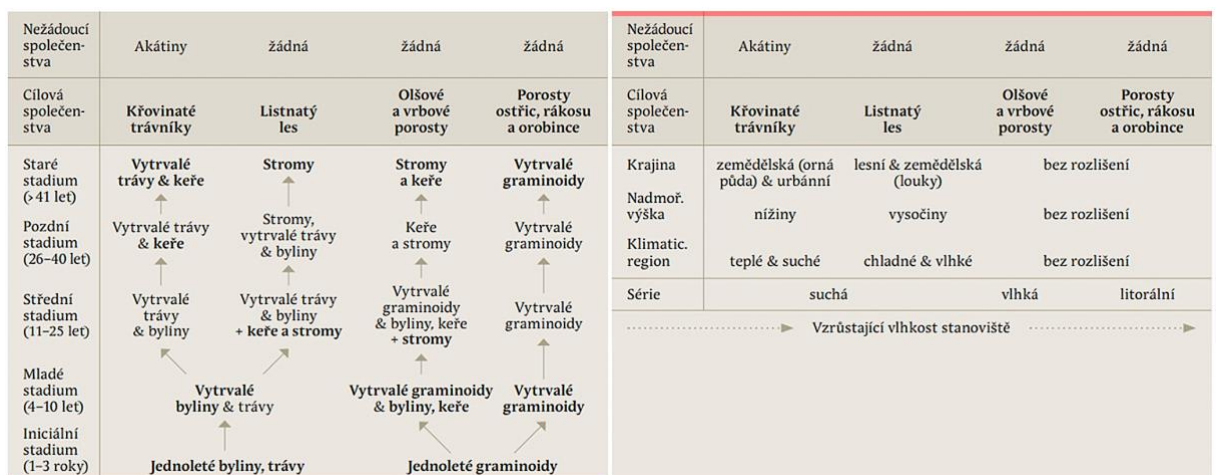 Nežádoucí
společen-
stva
Akátiny
žádná
žádná
žádná
Cílová
společen-
stva
Křovinaté
trávníky
Listnatý
les
Olšové
a vrbové
porosty
Porosty
ostřic, rákosu
a orobince
Staré
stadium
(>41 let)
Vytrvalé
trávy & keře
Stromy
Stromy
a keře
Vytrvalé
graminoidy
Pozdní
stadium
(26–40 let)
Vytrvalé trávy
& keře
Stromy,
vytrvalé trávy
& byliny
Keře
a stromy
Vytrvalé
graminoidy
Střední
stadium
(11–25 let)
Vytrvalé
trávy
& byliny
Vytrvalé trávy
& byliny
+ keře a stromy
Vytrvalé
graminoidy
& byliny, keře
+ stromy
Vytrvalé
graminoidy
Mladé
stadium
(4–10 let)
Vytrvalé
byliny & trávy
Vytrvalé graminoidy
& byliny, keře
Vytrvalé
graminoidy
Iniciální
stadium
(1–3 roky)
Jednoleté byliny, trávy
Jednoleté graminoidy
Nežádoucí
společen-
stva
Akátiny
žádná
žádná
žádná
Cílová
společen-
stva
Křovinaté
trávníky
Listnatý
les
Olšové
a vrbové
porosty
Porosty
ostřic, rákosu
a orobince
Krajina
zemědělská (orná
půda) & urbánní
lesní & zemědělská
(louky)
bez rozlišení
Nadmoř.
výška
nížiny
vysočiny
bez rozlišení
Klimatic.
region
teplé & suché
chladné & vlhké
bez rozlišení
Série
suchá
vlhká
litorální
Vzrůstající vlhkost stanoviště